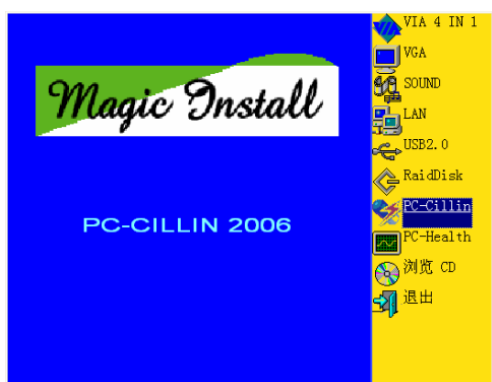 Magic Install
PC-CILLIN 2006
VIA 4 IN 1
VGA
SOUND
LAN
USB2.0
RaidDisk
PC-Cillin
PC-Health
浏览 CD
退出